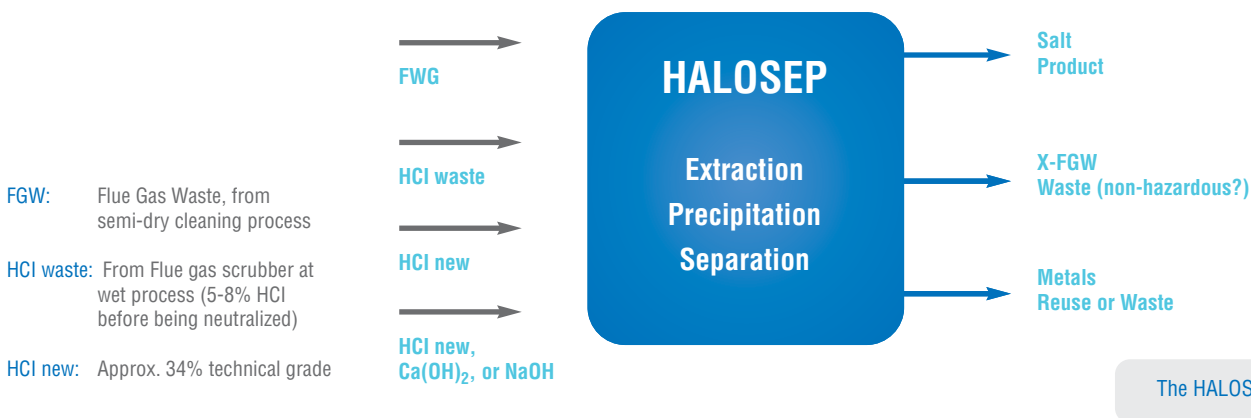 FGW: Flue Gas Waste, from
semi-dry cleaning process
HCl waste: From Flue gas scrubber at
wet process (5-8% HCl
before being neutralized)
HCl new: Approx. 34% technical grade
FWG
HCl waste
HCl new
HCl new,
Ca(OH)₂, or NaOH
HALOSEP
Extraction
Precipitation
Separation
Salt
Product
X-FGW
Waste (non-hazardous?)
Metals
Reuse or Waste
The HALOS